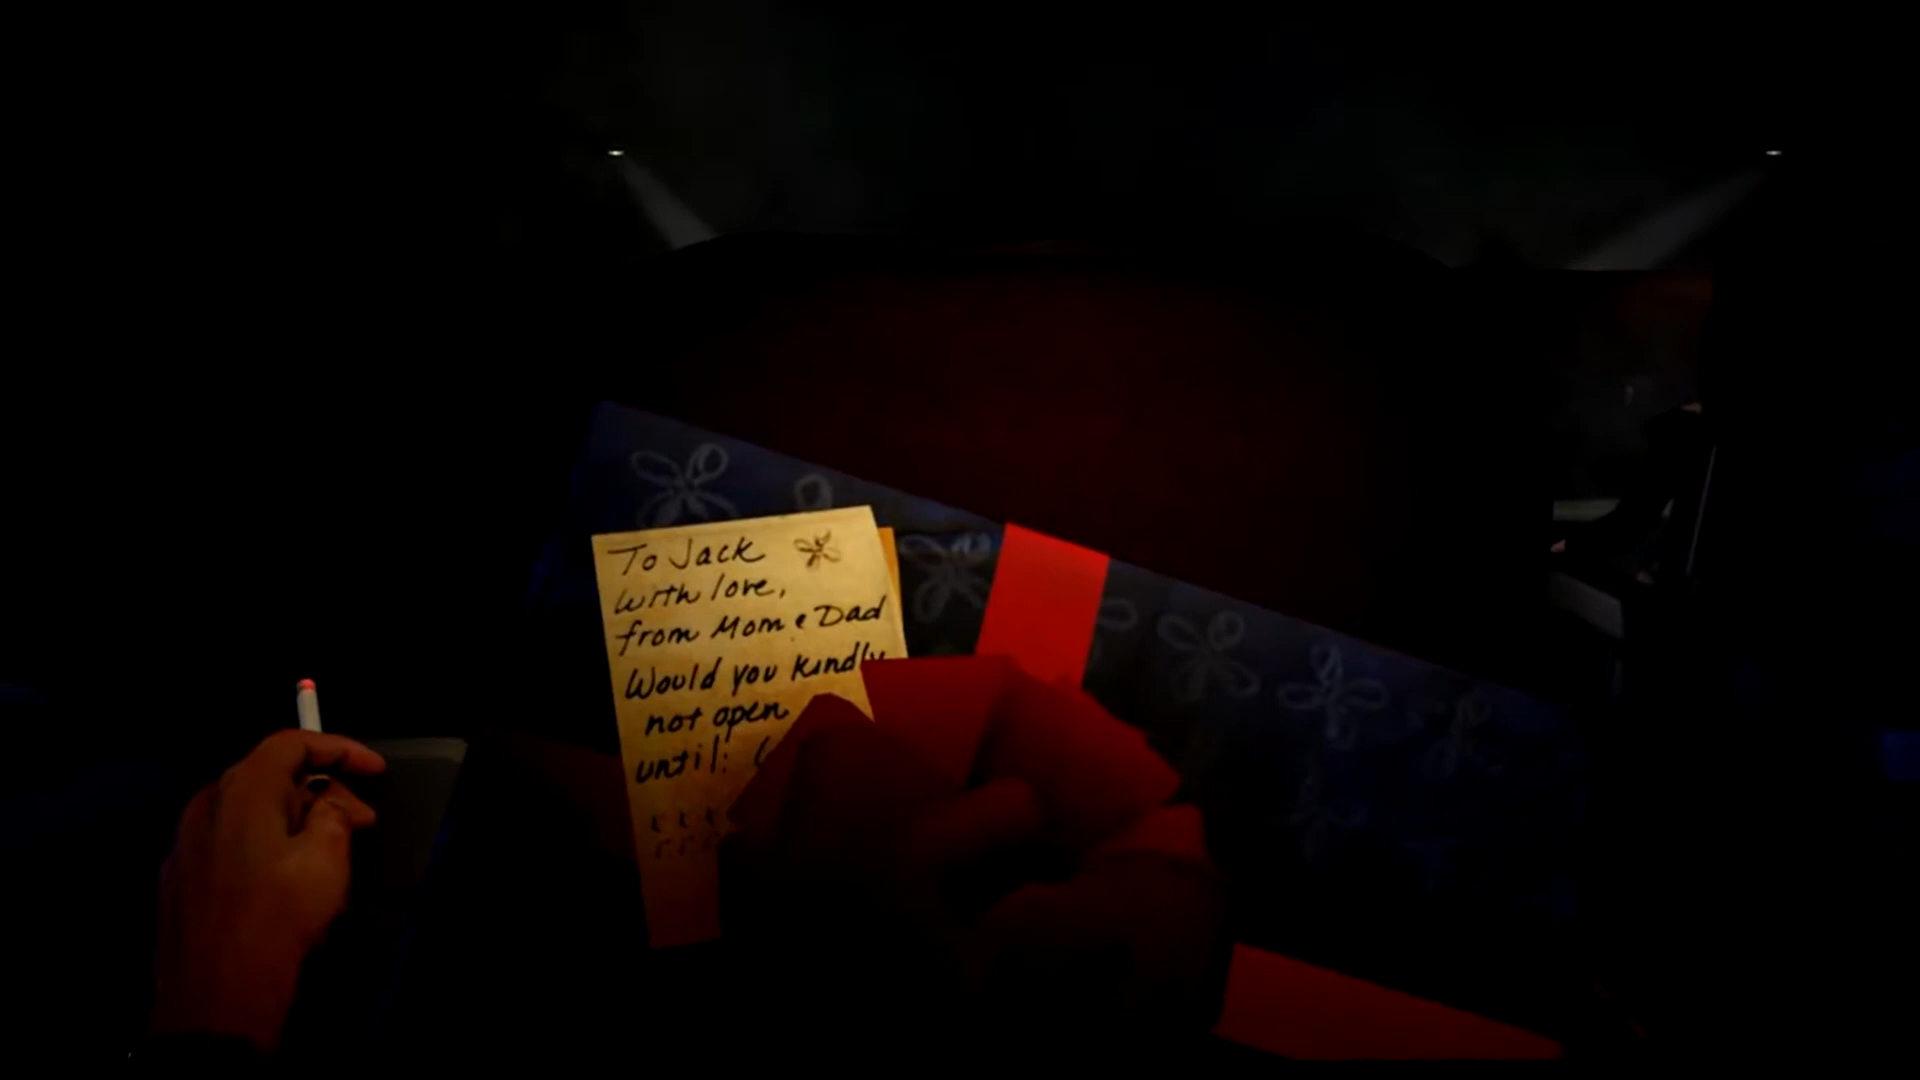 To Jack
with love,
from Mom & Dad
Would you kindly
not open
until: